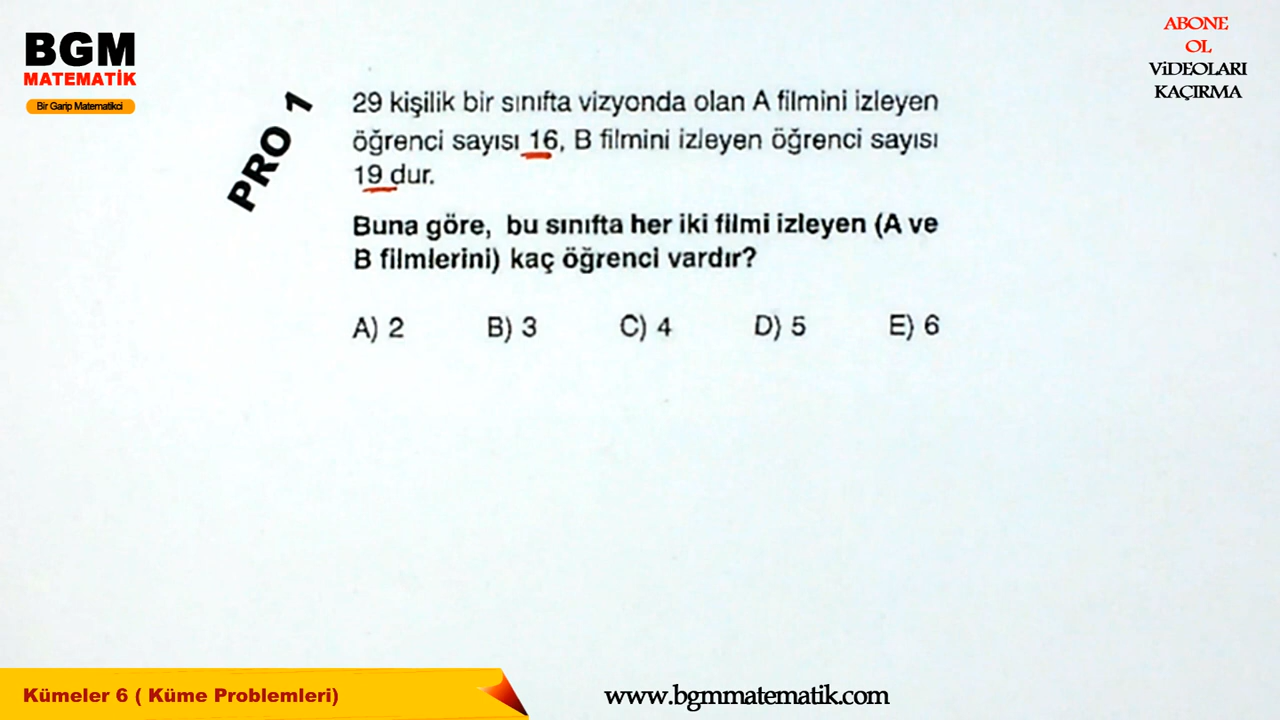 BGM
MATEMATİK
Bir Garip Matematikci
ABONE
OL
ViDEOLARI
KAÇIRMA
PRO 1
29 kişilik bir sınıfta vizyonda olan A filmini izleyen
öğrenci sayısı 16, B filmini izleyen öğrenci sayısı
19 dur.
Buna göre, bu sınıfta her iki filmi izleyen (A ve
B filmlerini) kaç öğrenci vardır?
A) 2 B) 3 C) 4 D) 5 E) 6
Kümeler 6 ( Küme Problemleri)
www.bgmmatematik.com